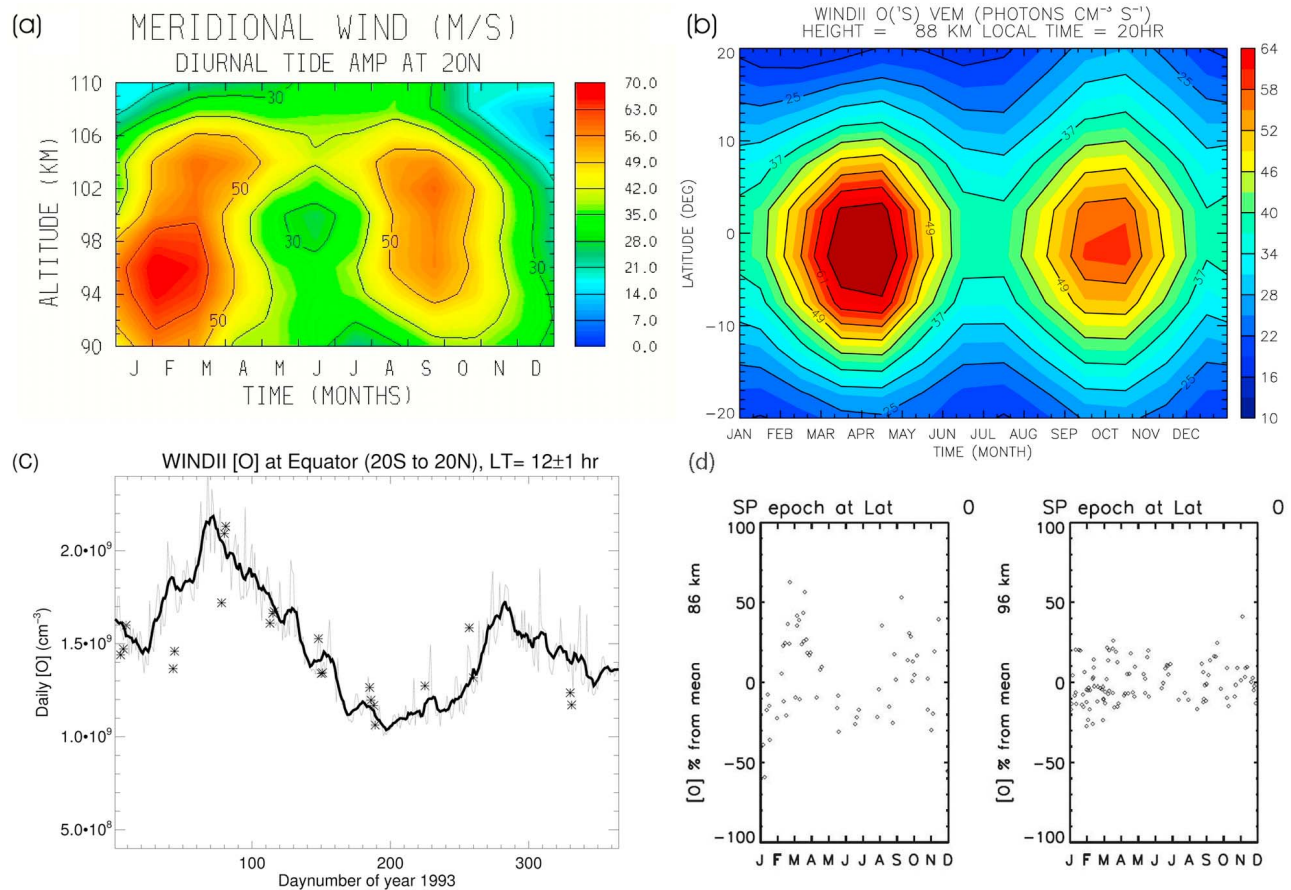 (a)
MERIDIONAL WIND (M/S)
DIURNAL TIDE AMP AT 20N
ALTITUDE (KM)
110
106
102
98
94
90
30
50
50
30
50
30
J F M A M J J A S O N D
TIME (MONTHS)
70.0
63.0
56.0
49.0
42.0
35.0
28.0
21.0
14.0
7.0
0.0
(b)
WINDII O(¹S) VEM (PHOTONS CM⁻³ S⁻¹)
HEIGHT = 88 KM LOCAL TIME = 20HR
LATITUDE (DEG)
20
10
0
-10
-20
25
25
37
37
49
49
49
37
37
25
25
JAN FEB MAR APR MAY JUN JUL AUG SEP OCT NOV DEC
TIME (MONTH)
64
58
52
46
40
34
28
22
16
10
(C)
WINDII [O] at Equator (20S to 20N), LT= 12±1 hr
Daily [O] (cm⁻³)
2.0•10⁹
1.5•10⁹
1.0•10⁹
5.0•10⁸
100 200 300
Daynumber of year 1993
(d)
SP epoch at Lat 0
[O] % from mean 86 km
100
50
0
-50
-100
J F M A M J J A S O N D
SP epoch at Lat 0
[O] % from mean 96 km
100
50
0
-50
-100
J F M A M J J A S O N D